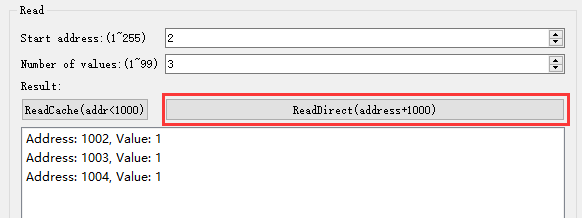 Read
Start address:(1~255) 2
Number of values:(1~99) 3
Result:
ReadCache(addr<1000) ReadDirect(address+1000)
Address: 1002, Value: 1
Address: 1003, Value: 1
Address: 1004, Value: 1